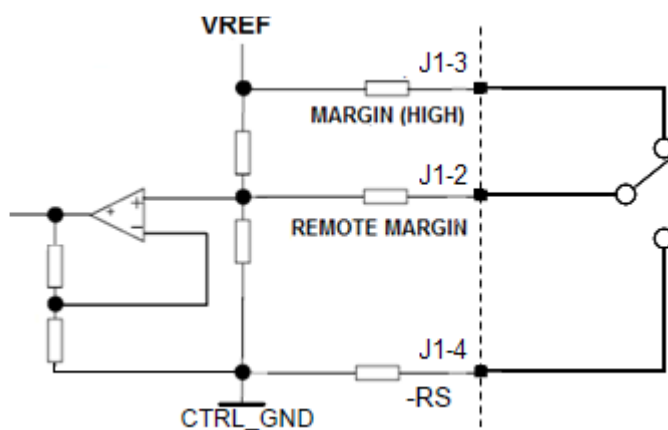 VREF
J1-3
MARGIN (HIGH)
J1-2
+
+
−
REMOTE MARGIN
J1-4
-RS
CTRL_GND